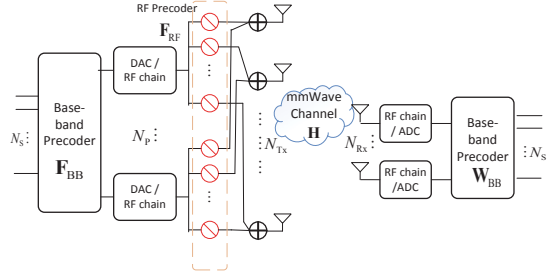 RF Precoder
F_RF
DAC /
RF chain
Base-
band
Precoder
F_BB
N_S
⋮
N_P
⋮
DAC /
RF chain
...
...
N_Tx
mmWave
Channel
H
N_Rx
RF chain
/ ADC
RF chain
/ADC
Base-
band
Precoder
W_BB
N_S